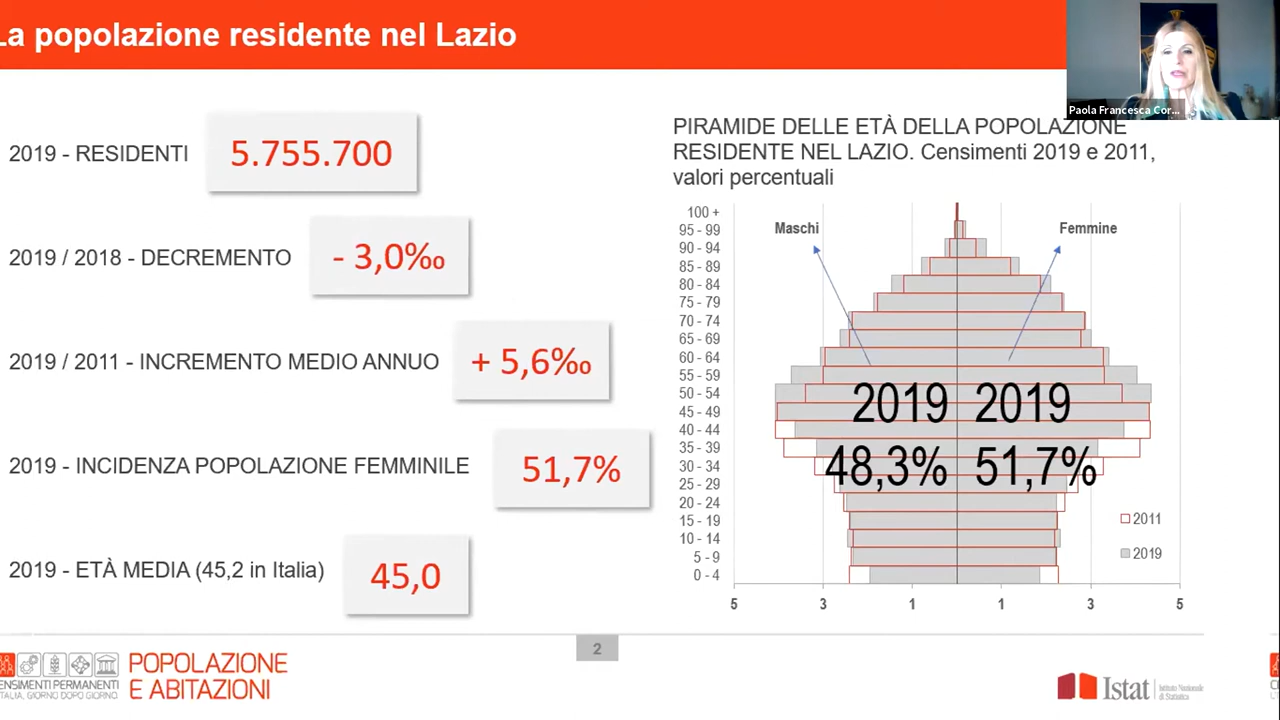 La popolazione residente nel Lazio
Paola Francesca Cor...
2019 - RESIDENTI
5.755.700
2019 / 2018 - DECREMENTO
- 3,0‰
2019 / 2011 - INCREMENTO MEDIO ANNUO
+ 5,6‰
2019 - INCIDENZA POPOLAZIONE FEMMINILE
51,7%
2019 - ETÀ MEDIA (45,2 in Italia)
45,0
PIRAMIDE DELLE ETÀ DELLA POPOLAZIONE
RESIDENTE NEL LAZIO. Censimenti 2019 e 2011,
valori percentuali
Maschi
Femmine
100 +
95 - 99
90 - 94
85 - 89
80 - 84
75 - 79
70 - 74
65 - 69
60 - 64
55 - 59
50 - 54
45 - 49
40 - 44
35 - 39
30 - 34
25 - 29
20 - 24
15 - 19
10 - 14
5 - 9
0 - 4
2019 2019
48,3% 51,7%
2011
2019
5 3 1 1 3 5
2
CENSIMENTI PERMANENTI
L'ITALIA, GIORNO DOPO GIORNO.
POPOLAZIONE
E ABITAZIONI
Istat
Istituto Nazionale
di Statistica